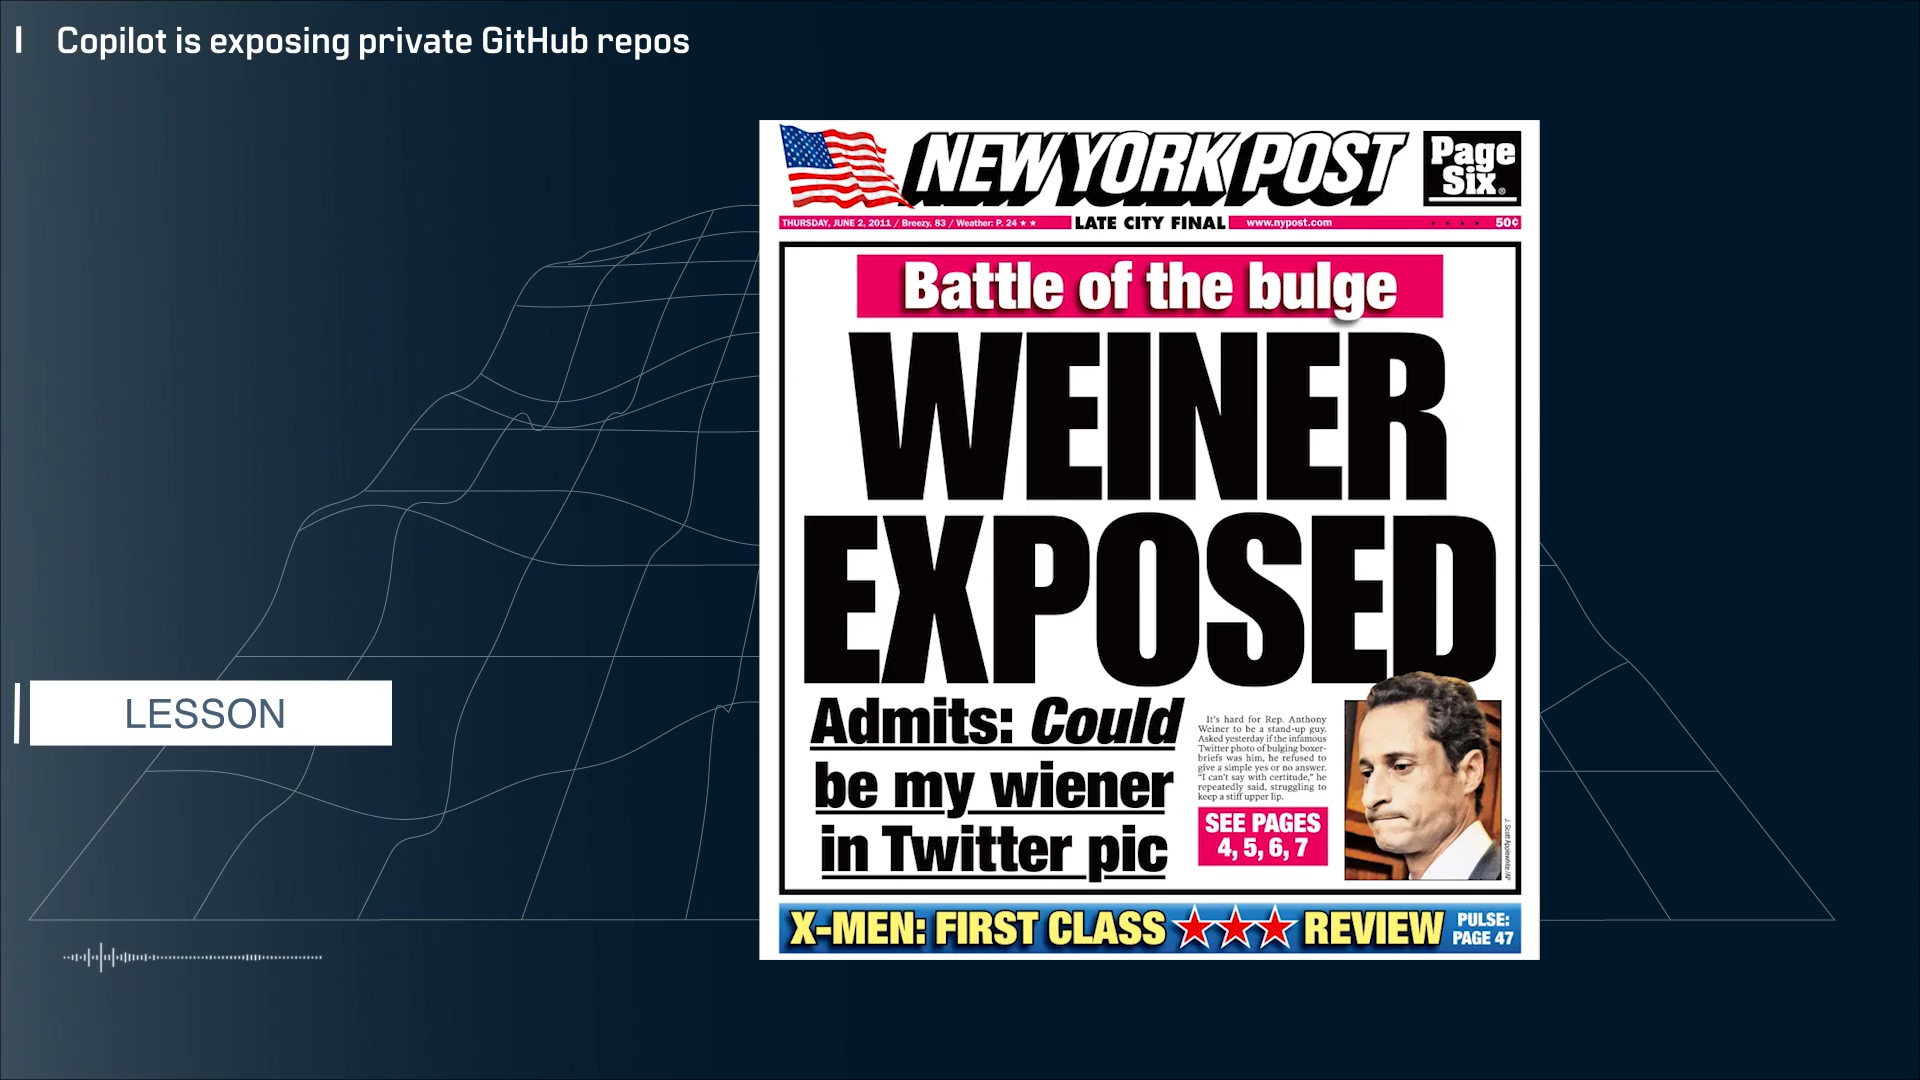 Copilot is exposing private GitHub repos
NEW YORK POST
Page
Six®
THURSDAY, JUNE 2, 2011 / Breezy, 83 / Weather: P. 24 ★ ★
LATE CITY FINAL
www.nypost.com
50¢
Battle of the bulge
WEINER
EXPOSED
Admits: Could
be my wiener
in Twitter pic
It's hard for Rep. Anthony
Weiner to be a stand-up guy.
Asked yesterday if the infamous
Twitter photo of bulging boxer-
briefs was him, he refused to
give a simple yes or no answer.
"I can't say with certitude," he
repeatedly said, struggling to
keep a stiff upper lip.
SEE PAGES
4, 5, 6, 7
J. Scott Applewhite/AP
X-MEN: FIRST CLASS ★★★ REVIEW
PULSE:
PAGE 47
LESSON